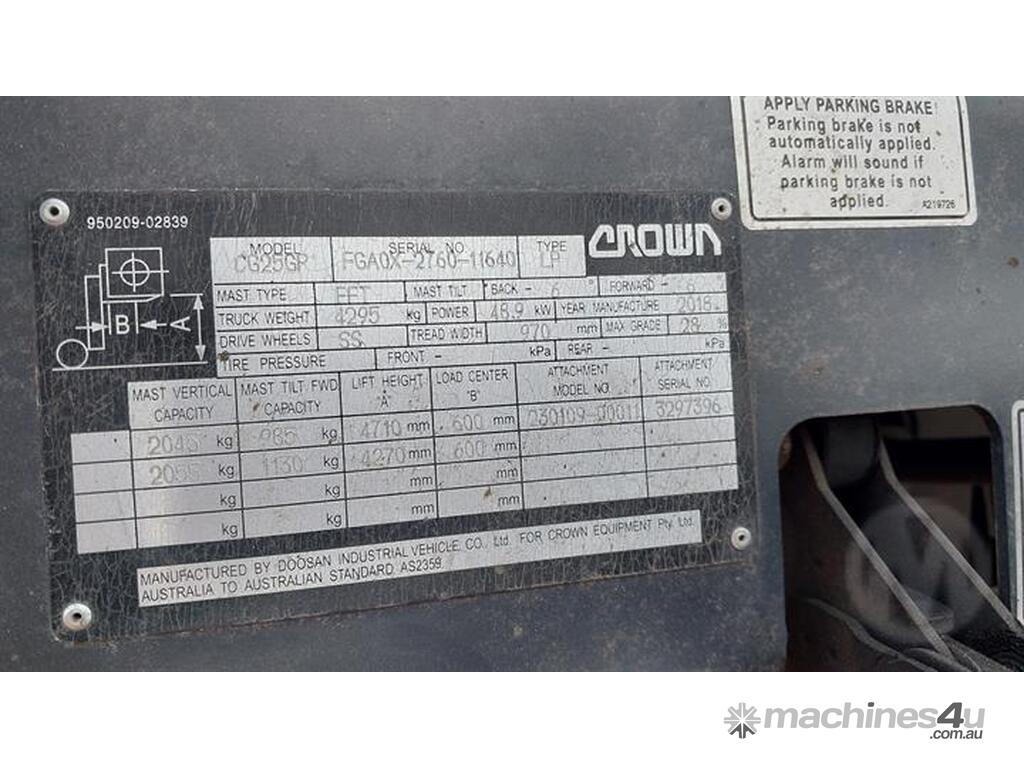 APPLY PARKING BRAKE!
Parking brake is not
automatically applied.
Alarm will sound if
parking brake is not
applied. A219726
950209-02839
B A
CROWN
MODEL SERIAL NO. TYPE
CG25GP FGA0X-2760-11640 LP
MAST TYPE FFT MAST TILT BACK - 6 ° FORWARD - 6 °
TRUCK WEIGHT 4295 kg POWER 48.9 kW YEAR MANUFACTURE 2018
DRIVE WHEELS SS TREAD WIDTH 970 mm MAX GRADE 28 %
TIRE PRESSURE FRONT - kPa REAR - kPa
MAST VERTICAL CAPACITY MAST TILT FWD CAPACITY LIFT HEIGHT "A" LOAD CENTER "B" ATTACHMENT MODEL NO. ATTACHMENT SERIAL NO.
kg 985 kg 4710 mm 600 mm 230109-00011 3297396
kg 1130 kg 4270 mm 600 mm
kg kg mm mm
kg kg mm mm
MANUFACTURED BY DOOSAN INDUSTRIAL VEHICLE. CO., Ltd. FOR CROWN EQUIPMENT Pty. Ltd.
AUSTRALIA TO AUSTRALIAN STANDARD AS2359
machines4u
.com.au